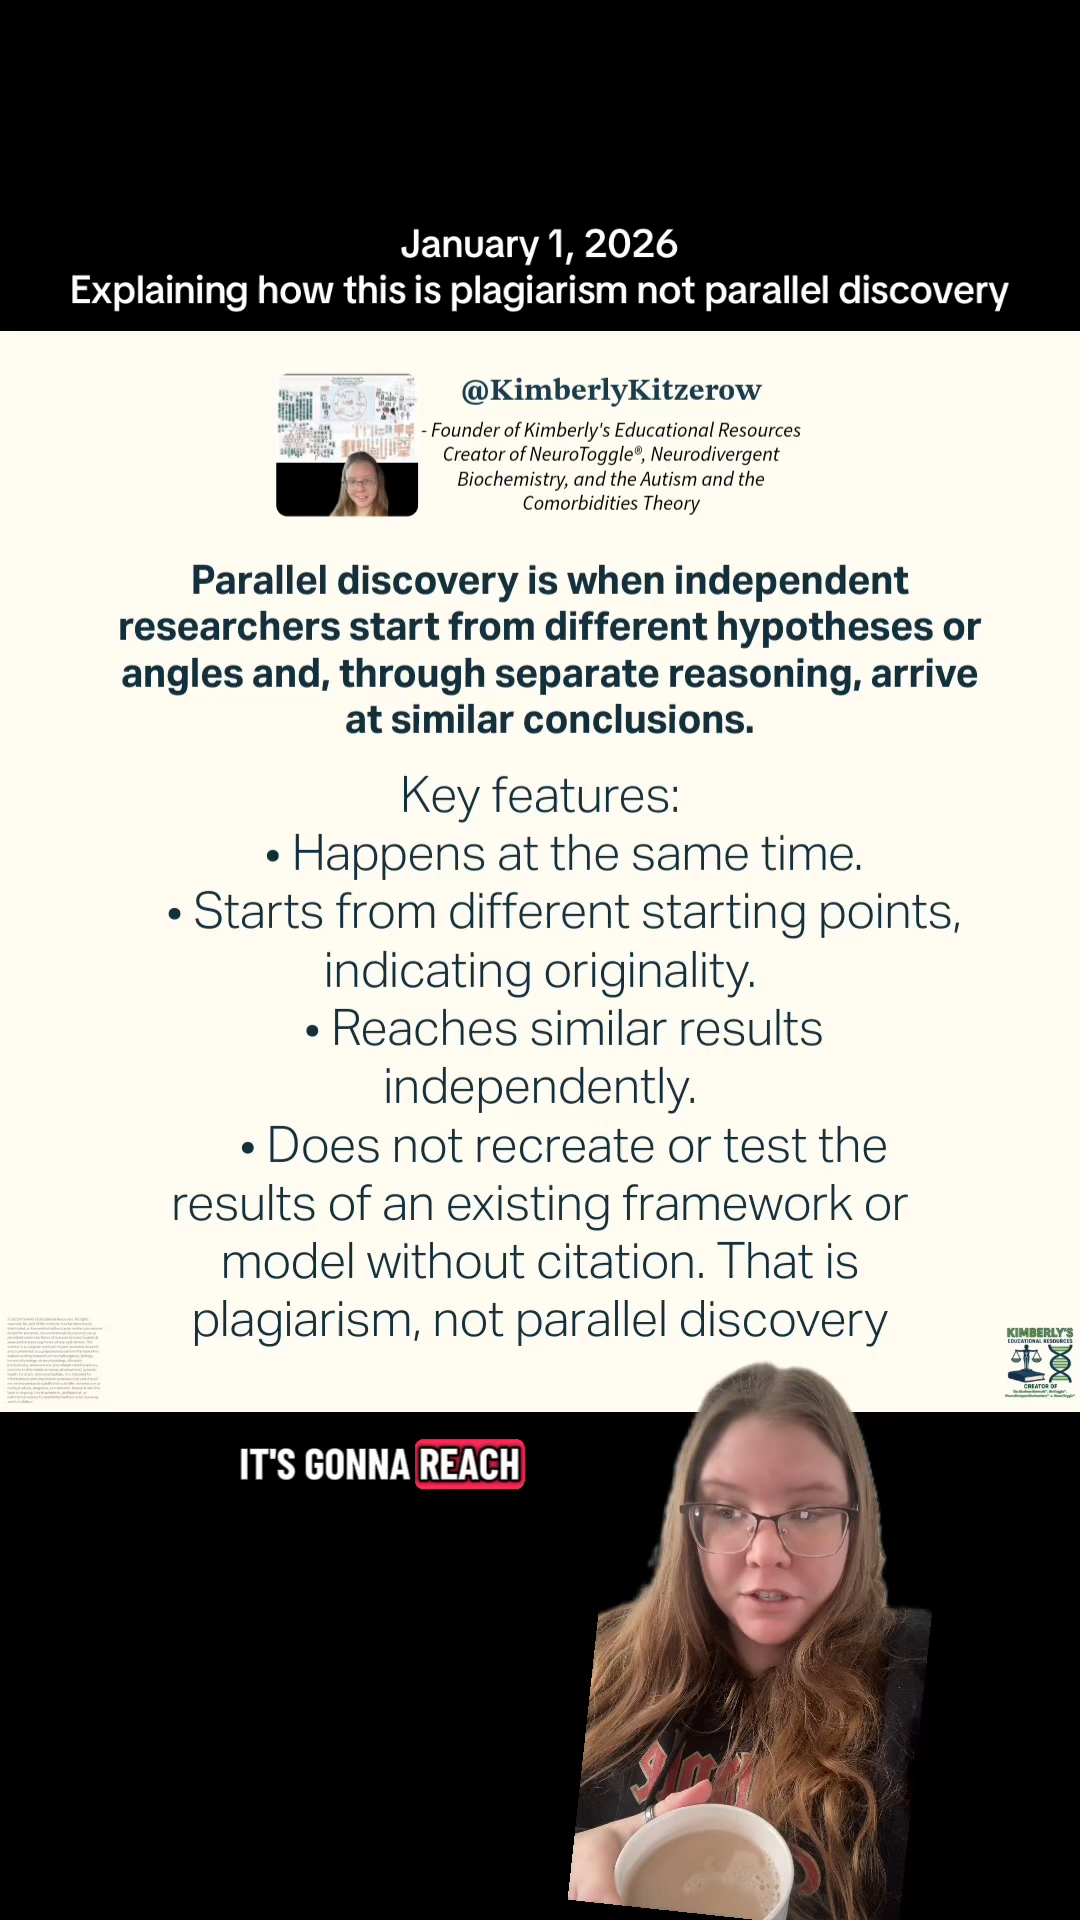 January 1, 2026
Explaining how this is plagiarism not parallel discovery
@KimberlyKitzerow
- Founder of Kimberly's Educational Resources
Creator of NeuroToggle®, Neurodivergent
Biochemistry, and the Autism and the
Comorbidities Theory
Parallel discovery is when independent
researchers start from different hypotheses or
angles and, through separate reasoning, arrive
at similar conclusions.
Key features:
• Happens at the same time.
• Starts from different starting points,
indicating originality.
• Reaches similar results
independently.
• Does not recreate or test the
results of an existing framework or
model without citation. That is
plagiarism, not parallel discovery
KIMBERLY'S
EDUCATIONAL RESOURCES
CREATOR OF
IT'S GONNA REACH